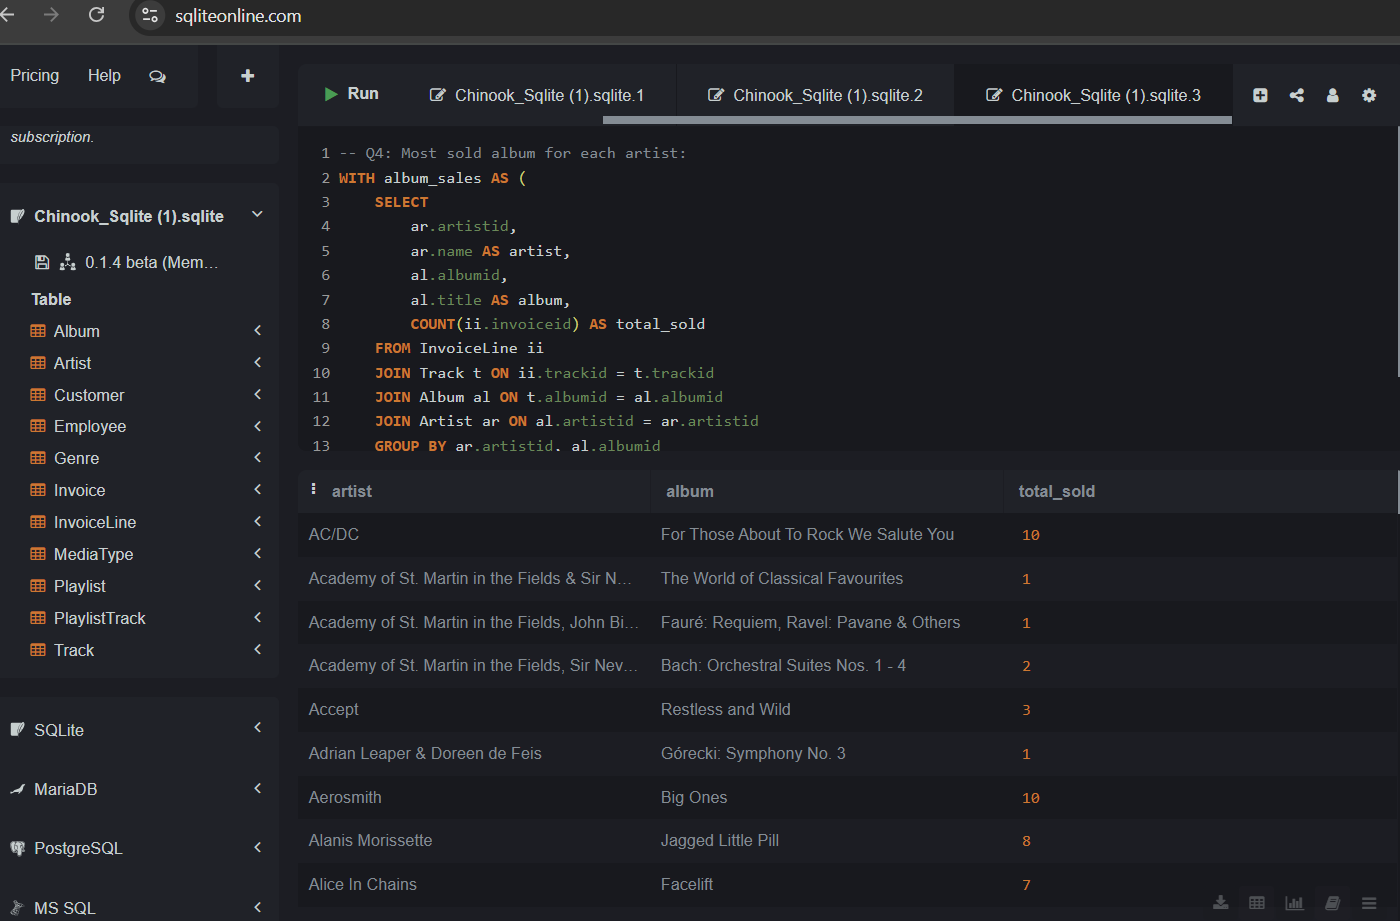 sqliteonline.com
Pricing Help
subscription.
Chinook_Sqlite (1).sqlite
0.1.4 beta (Mem...
Table
Album
Artist
Customer
Employee
Genre
Invoice
InvoiceLine
MediaType
Playlist
PlaylistTrack
Track
SQLite
MariaDB
PostgreSQL
MS SQL
Run Chinook_Sqlite (1).sqlite.1 Chinook_Sqlite (1).sqlite.2 Chinook_Sqlite (1).sqlite.3
1 -- Q4: Most sold album for each artist:
2 WITH album_sales AS (
3 SELECT
4 ar.artistid,
5 ar.name AS artist,
6 al.albumid,
7 al.title AS album,
8 COUNT(ii.invoiceid) AS total_sold
9 FROM InvoiceLine ii
10 JOIN Track t ON ii.trackid = t.trackid
11 JOIN Album al ON t.albumid = al.albumid
12 JOIN Artist ar ON al.artistid = ar.artistid
13 GROUP BY ar.artistid, al.albumid
artist album total_sold
AC/DC For Those About To Rock We Salute You 10
Academy of St. Martin in the Fields & Sir N... The World of Classical Favourites 1
Academy of St. Martin in the Fields, John Bi... Fauré: Requiem, Ravel: Pavane & Others 1
Academy of St. Martin in the Fields, Sir Nev... Bach: Orchestral Suites Nos. 1 - 4 2
Accept Restless and Wild 3
Adrian Leaper & Doreen de Feis Górecki: Symphony No. 3 1
Aerosmith Big Ones 10
Alanis Morissette Jagged Little Pill 8
Alice In Chains Facelift 7